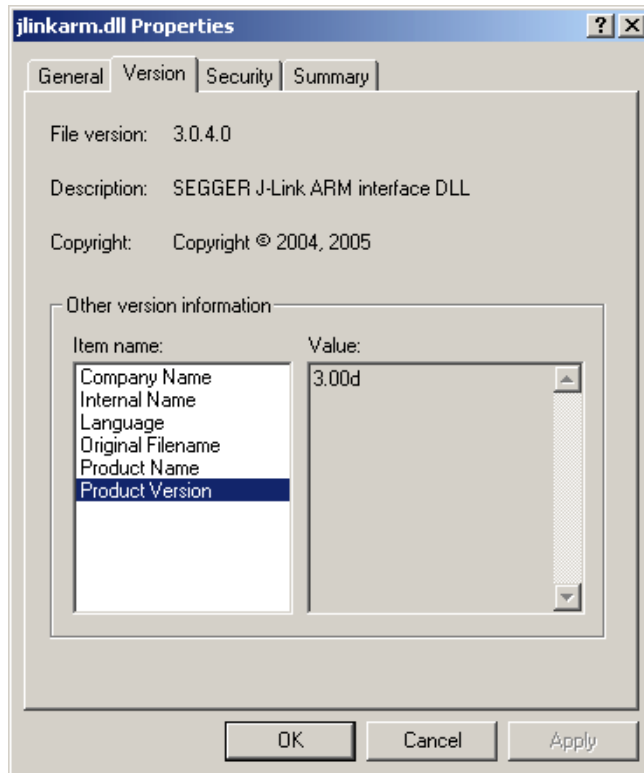 jlinkarm.dll Properties
General Version Security Summary
File version: 3.0.4.0
Description: SEGGER J-Link ARM interface DLL
Copyright: Copyright © 2004, 2005
Other version information
Item name: Value:
Company Name 3.00d
Internal Name
Language
Original Filename
Product Name
Product Version
OK Cancel Apply